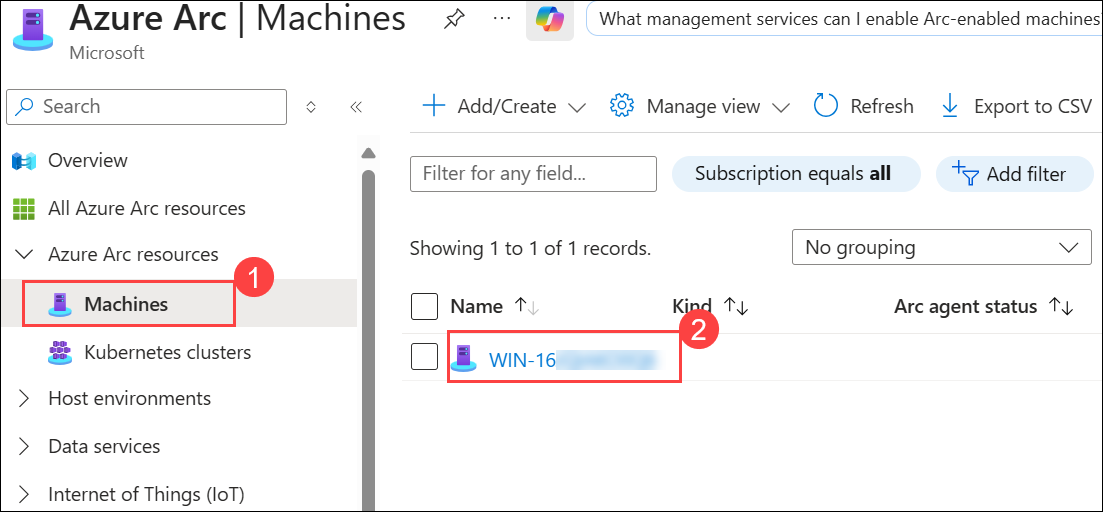 Azure Arc | Machines
...
What management services can I enable Arc-enabled machines
Microsoft
Search
Add/Create
Manage view
Refresh
Export to CSV
Overview
All Azure Arc resources
Azure Arc resources
1
Machines
Kubernetes clusters
Host environments
Data services
Internet of Things (IoT)
Filter for any field...
Subscription equals all
Add filter
Showing 1 to 1 of 1 records.
No grouping
Name
Kind
Arc agent status
2
WIN-16